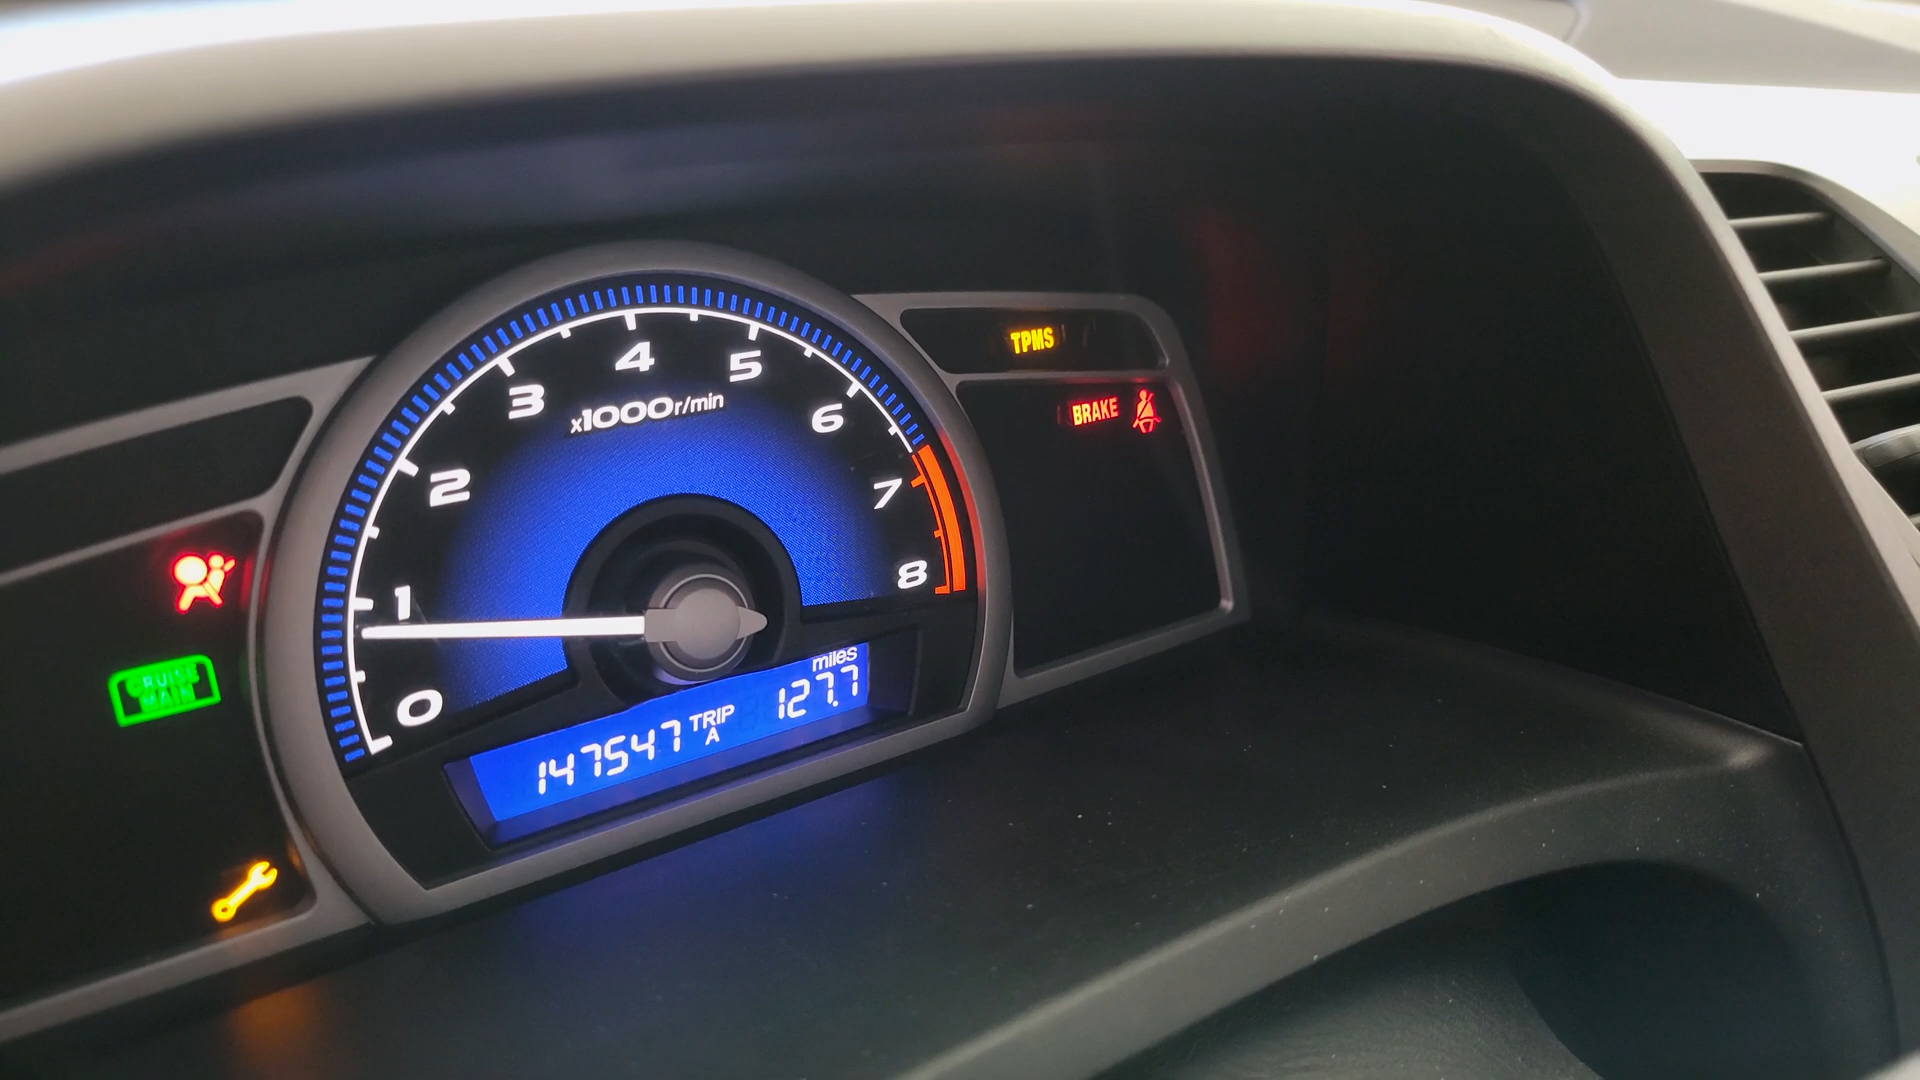 TPMS
BRAKE
4
5
3
x1000r/min
6
2
7
8
1
CRUISE
MAIN
0
miles
147547 TRIP A 127.7